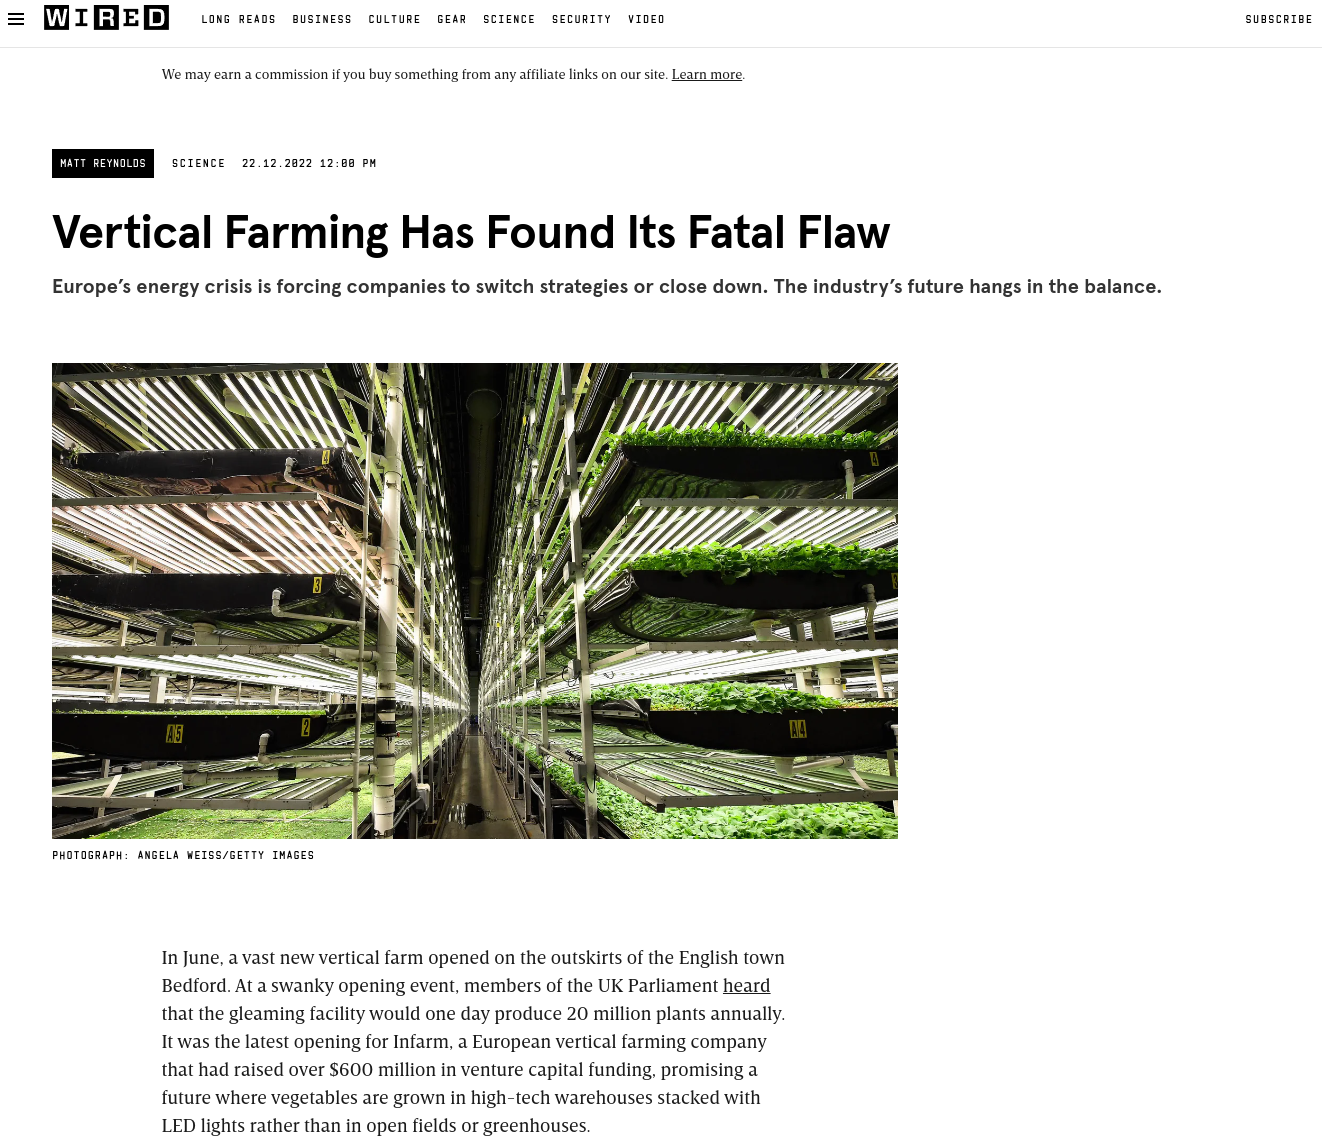 WIRED
LONG READS BUSINESS CULTURE GEAR SCIENCE SECURITY VIDEO
SUBSCRIBE
We may earn a commission if you buy something from any affiliate links on our site. Learn more.
MATT REYNOLDS SCIENCE 22.12.2022 12:00 PM
Vertical Farming Has Found Its Fatal Flaw
Europe’s energy crisis is forcing companies to switch strategies or close down. The industry’s future hangs in the balance.
4
4
3
3
A5
2
A4
PHOTOGRAPH: ANGELA WEISS/GETTY IMAGES
In June, a vast new vertical farm opened on the outskirts of the English town
Bedford. At a swanky opening event, members of the UK Parliament heard
that the gleaming facility would one day produce 20 million plants annually.
It was the latest opening for Infarm, a European vertical farming company
that had raised over $600 million in venture capital funding, promising a
future where vegetables are grown in high-tech warehouses stacked with
LED lights rather than in open fields or greenhouses.